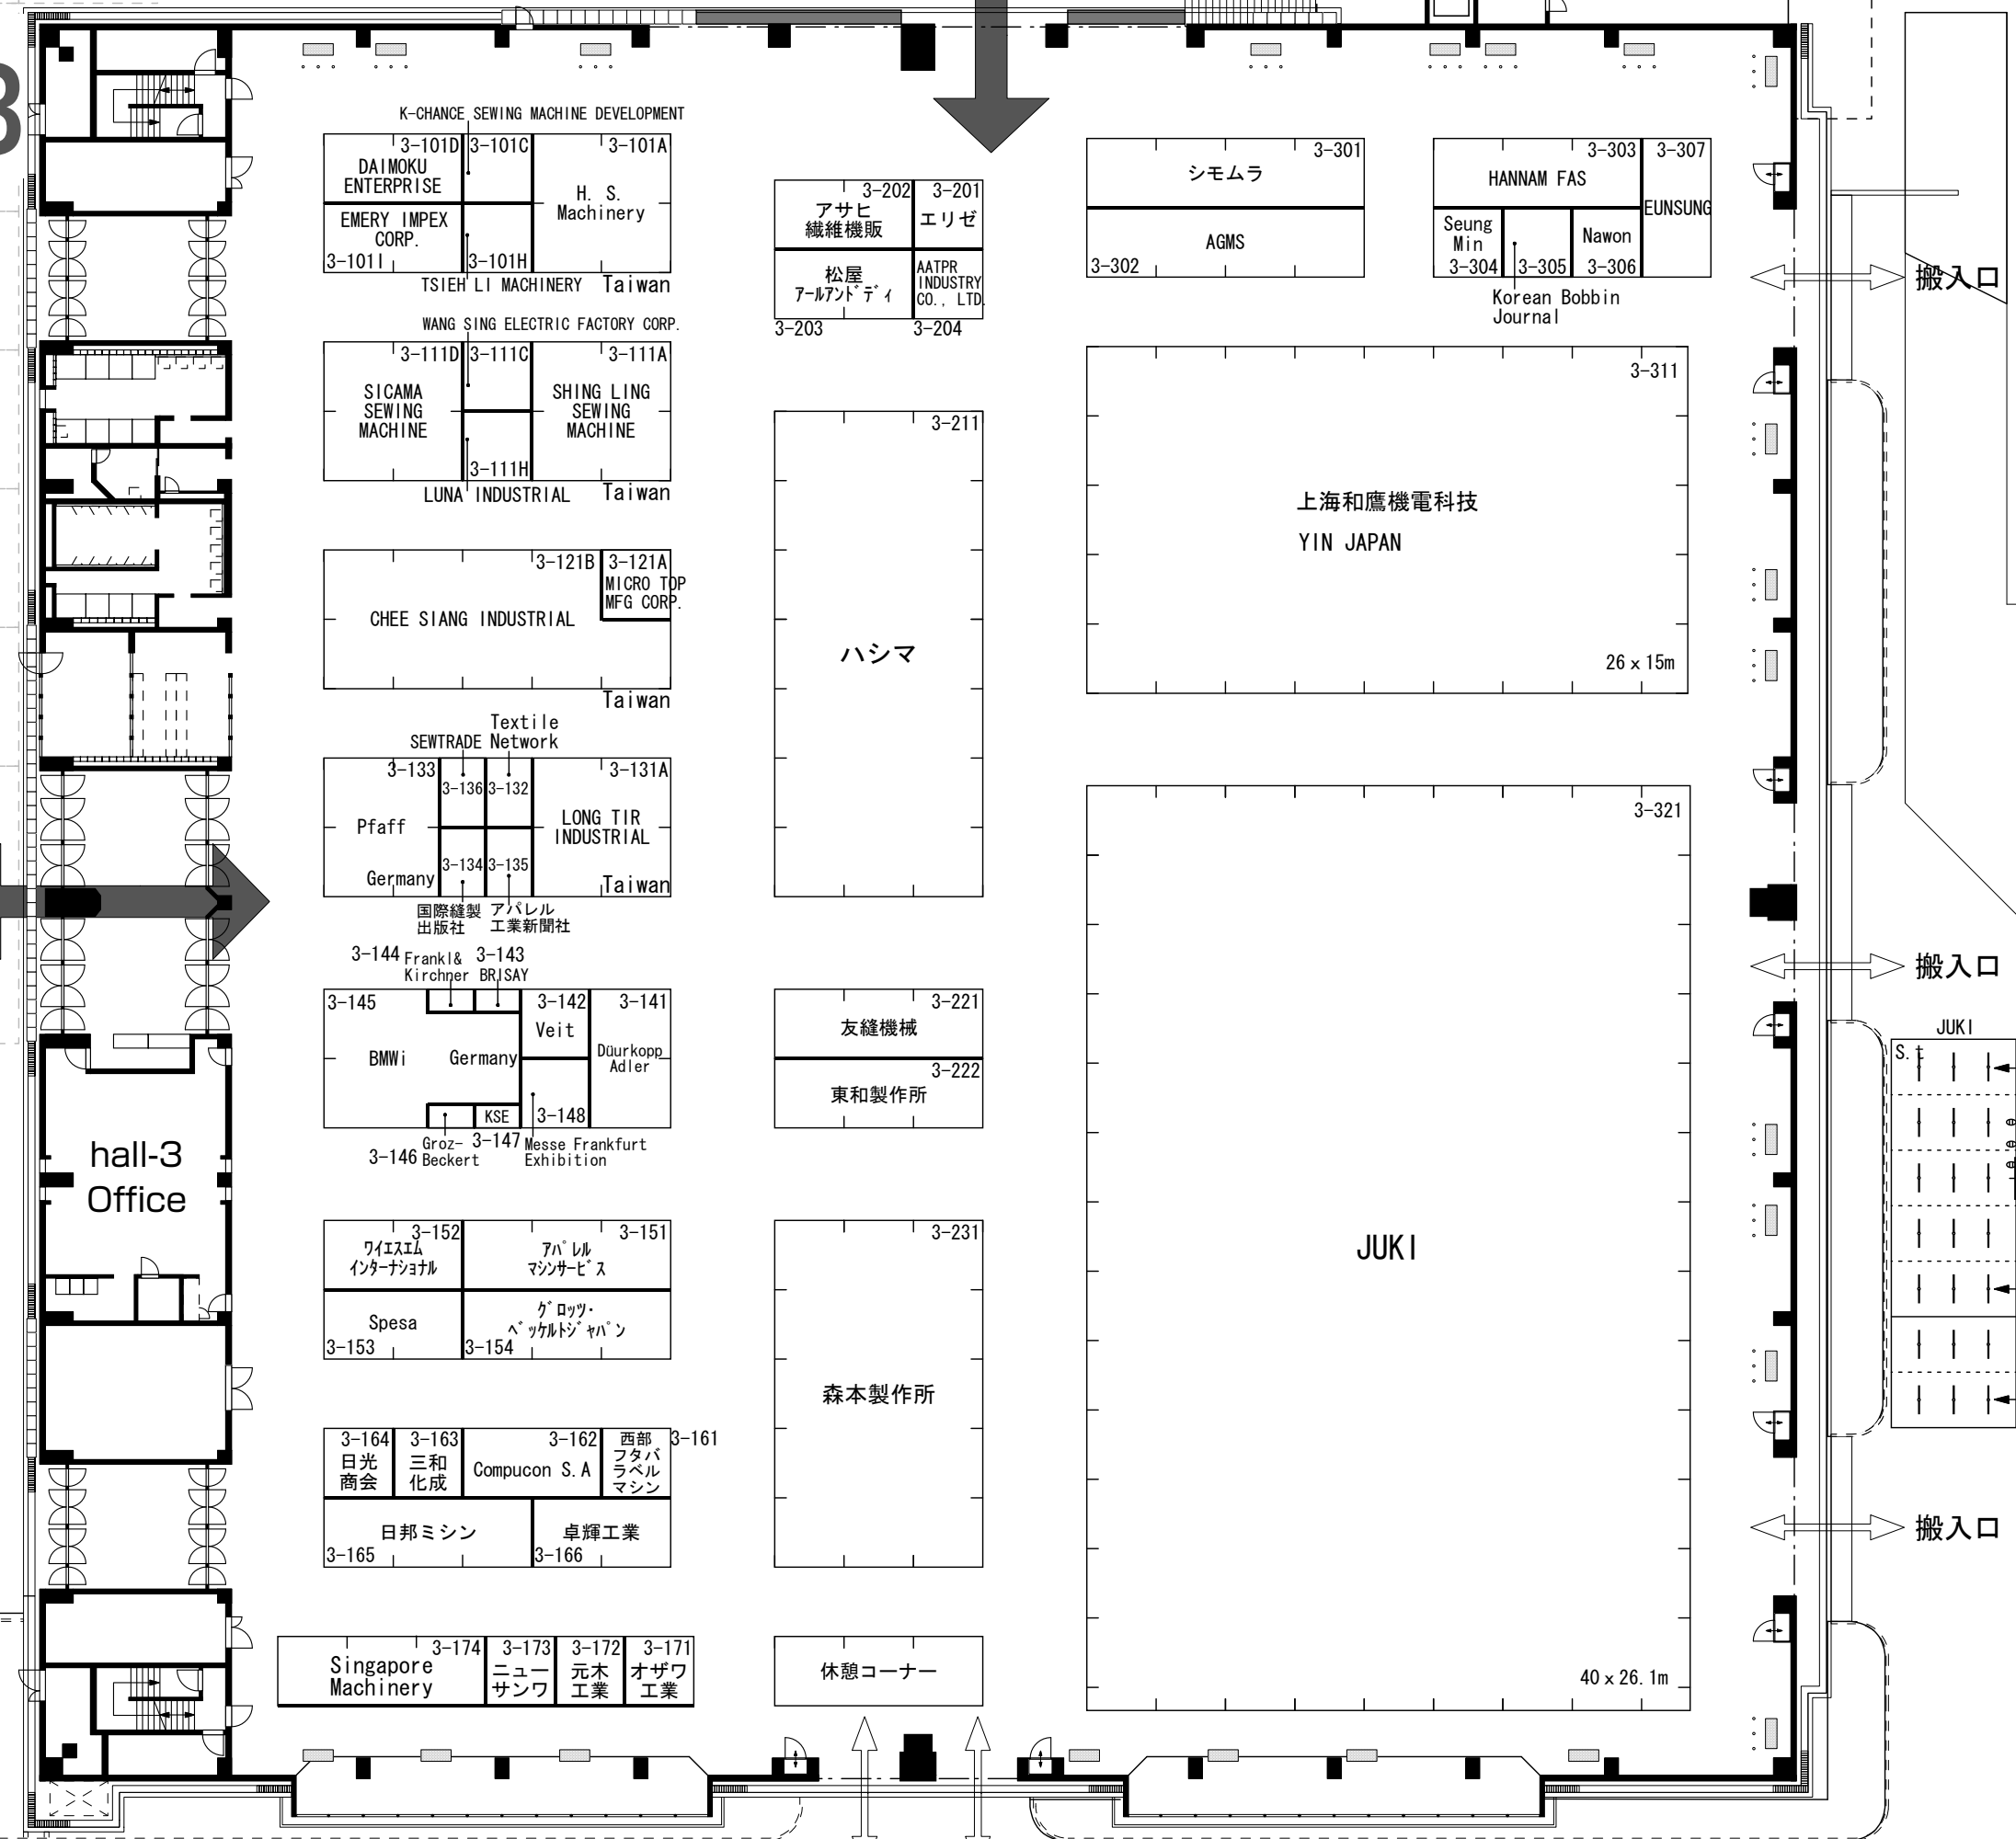 3
K-CHANCE SEWING MACHINE DEVELOPMENT
3-101D
DAIMOKU
ENTERPRISE
3-101C
3-101A
H. S.
Machinery
EMERY IMPEX
CORP.
3-101I
3-101H
TSIEH LI MACHINERY
Taiwan
WANG SING ELECTRIC FACTORY CORP.
3-111D
SICAMA
SEWING
MACHINE
3-111C
3-111A
SHING LING
SEWING
MACHINE
3-111H
LUNA INDUSTRIAL
Taiwan
3-121B
CHEE SIANG INDUSTRIAL
3-121A
MICRO TOP
MFG CORP.
Taiwan
SEWTRADE
Textile
Network
3-133
Pfaff
Germany
3-136
3-132
3-134
3-135
3-131A
LONG TIR
INDUSTRIAL
Taiwan
国際縫製
出版社
アパレル
工業新聞社
3-144
Frankl&
Kirchner
3-143
BRISAY
3-145
BMWi
Germany
3-142
Veit
3-141
Düurkopp
Adler
KSE
3-148
3-146
Groz-
Beckert
3-147
Messe Frankfurt
Exhibition
3-152
ワイエスエム
インターナショナル
3-151
アパレル
マシンサービス
Spesa
3-153
グロッツ・
ベッケルトジャパン
3-154
3-164
日光
商会
3-163
三和
化成
3-162
Compucon S.A
3-161
西部
フタバ
ラベル
マシン
日邦ミシン
3-165
卓輝工業
3-166
3-174
Singapore
Machinery
3-173
ニュー
サンワ
3-172
元木
工業
3-171
オザワ
工業
3-202
アサヒ
繊維機販
3-201
エリゼ
松屋
アールアンドディ
3-203
AATPR
INDUSTRY
CO., LTD.
3-204
3-211
ハシマ
3-221
友縫機械
3-222
東和製作所
3-231
森本製作所
休憩コーナー
3-301
シモムラ
AGMS
3-302
3-303
HANNAM FAS
3-307
EUNSUNG
Seung
Min
3-304
3-305
Nawon
3-306
Korean Bobbin
Journal
3-311
上海和鷹機電科技
YIN JAPAN
26 x 15m
3-321
JUKI
40 x 26.1m
搬入口
搬入口
搬入口
JUKI
S.t
hall-3
Office